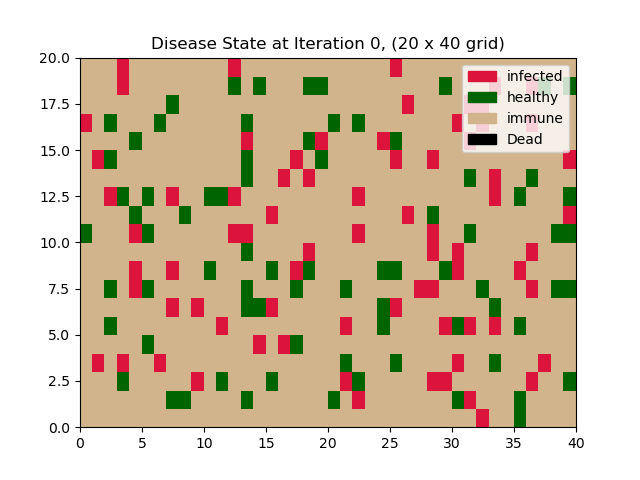 Disease State at Iteration 0, (20 x 40 grid)
20.0
17.5
15.0
12.5
10.0
7.5
5.0
2.5
0.0
infected
healthy
immune
Dead
0 5 10 15 20 25 30 35 40